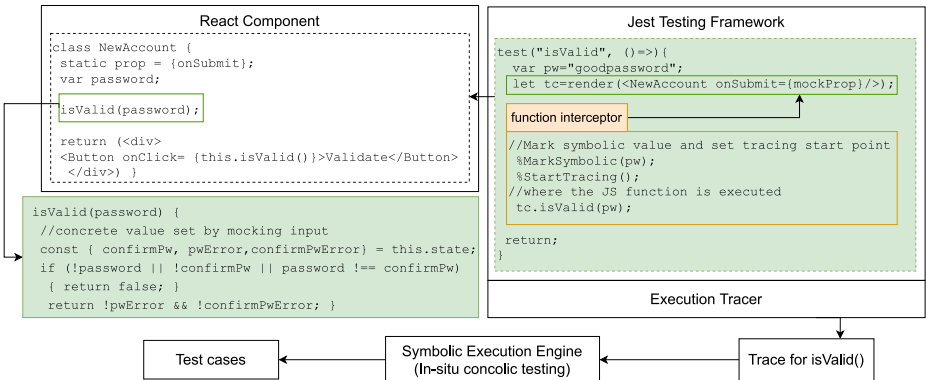 React Component
class NewAccount {
static prop = {onSubmit};
var password;
isValid(password);
return (<div>
<Button onClick= {this.isValid()}>Validate</Button>
</div>) }
isValid(password) {
//concrete value set by mocking input
const { confirmPw, pwError,confirmPwError} = this.state;
if (!password || !confirmPw || password !== confirmPw)
{ return false; }
return !pwError && !confirmPwError; }
Jest Testing Framework
test("isValid", ()=>){
var pw="goodpassword";
let tc=render(<NewAccount onSubmit={mockProp}/>);
function interceptor
//Mark symbolic value and set tracing start point
%MarkSymbolic(pw);
%StartTracing();
//where the JS function is executed
tc.isValid(pw);
return;
}
Execution Tracer
Trace for isValid()
Symbolic Execution Engine
(In-situ concolic testing)
Test cases